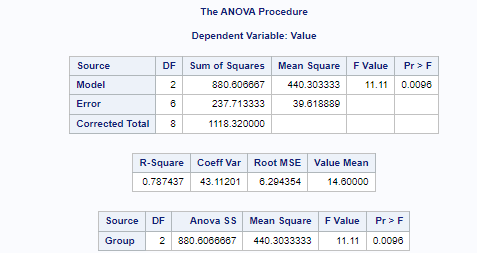 The ANOVA Procedure
Dependent Variable: Value
Source DF Sum of Squares Mean Square F Value Pr > F
Model 2 880.606667 440.303333 11.11 0.0096
Error 6 237.713333 39.618889
Corrected Total 8 1118.320000
R-Square Coeff Var Root MSE Value Mean
0.787437 43.11201 6.294354 14.60000
Source DF Anova SS Mean Square F Value Pr > F
Group 2 880.6066667 440.3033333 11.11 0.0096